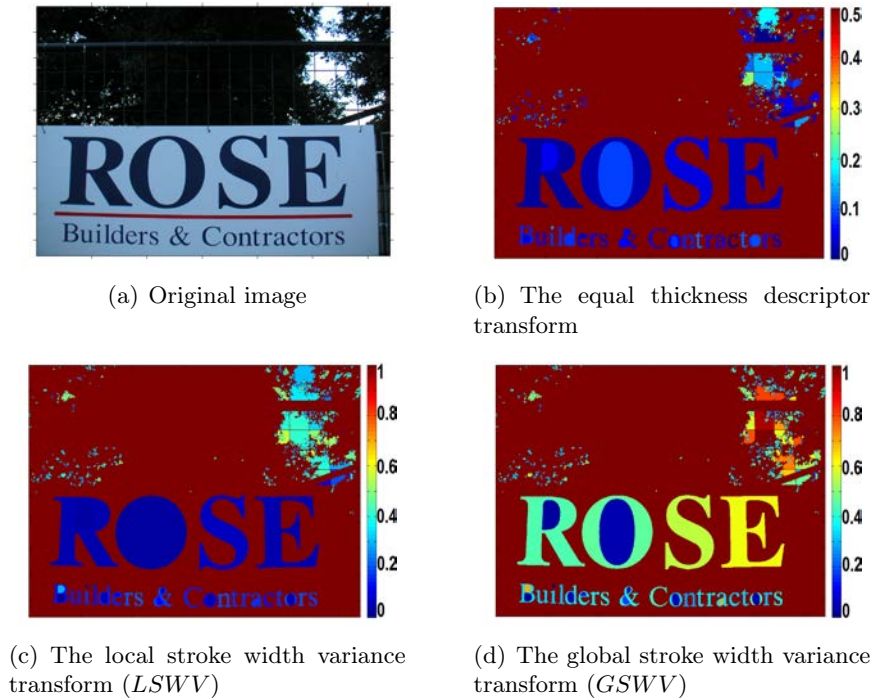 ROSE
Builders & Contractors
0.5
0.4
0.3
0.2
0.1
0
ROSE
Builders & Contractors
(a) Original image
(b) The equal thickness descriptor
transform
1
0.8
0.6
0.4
0.2
0
ROSE
Builders & Contractors
1
0.8
0.6
0.4
0.2
0
ROSE
Builders & Contractors
(c) The local stroke width variance
transform (LSWV)
(d) The global stroke width variance
transform (GSWV)